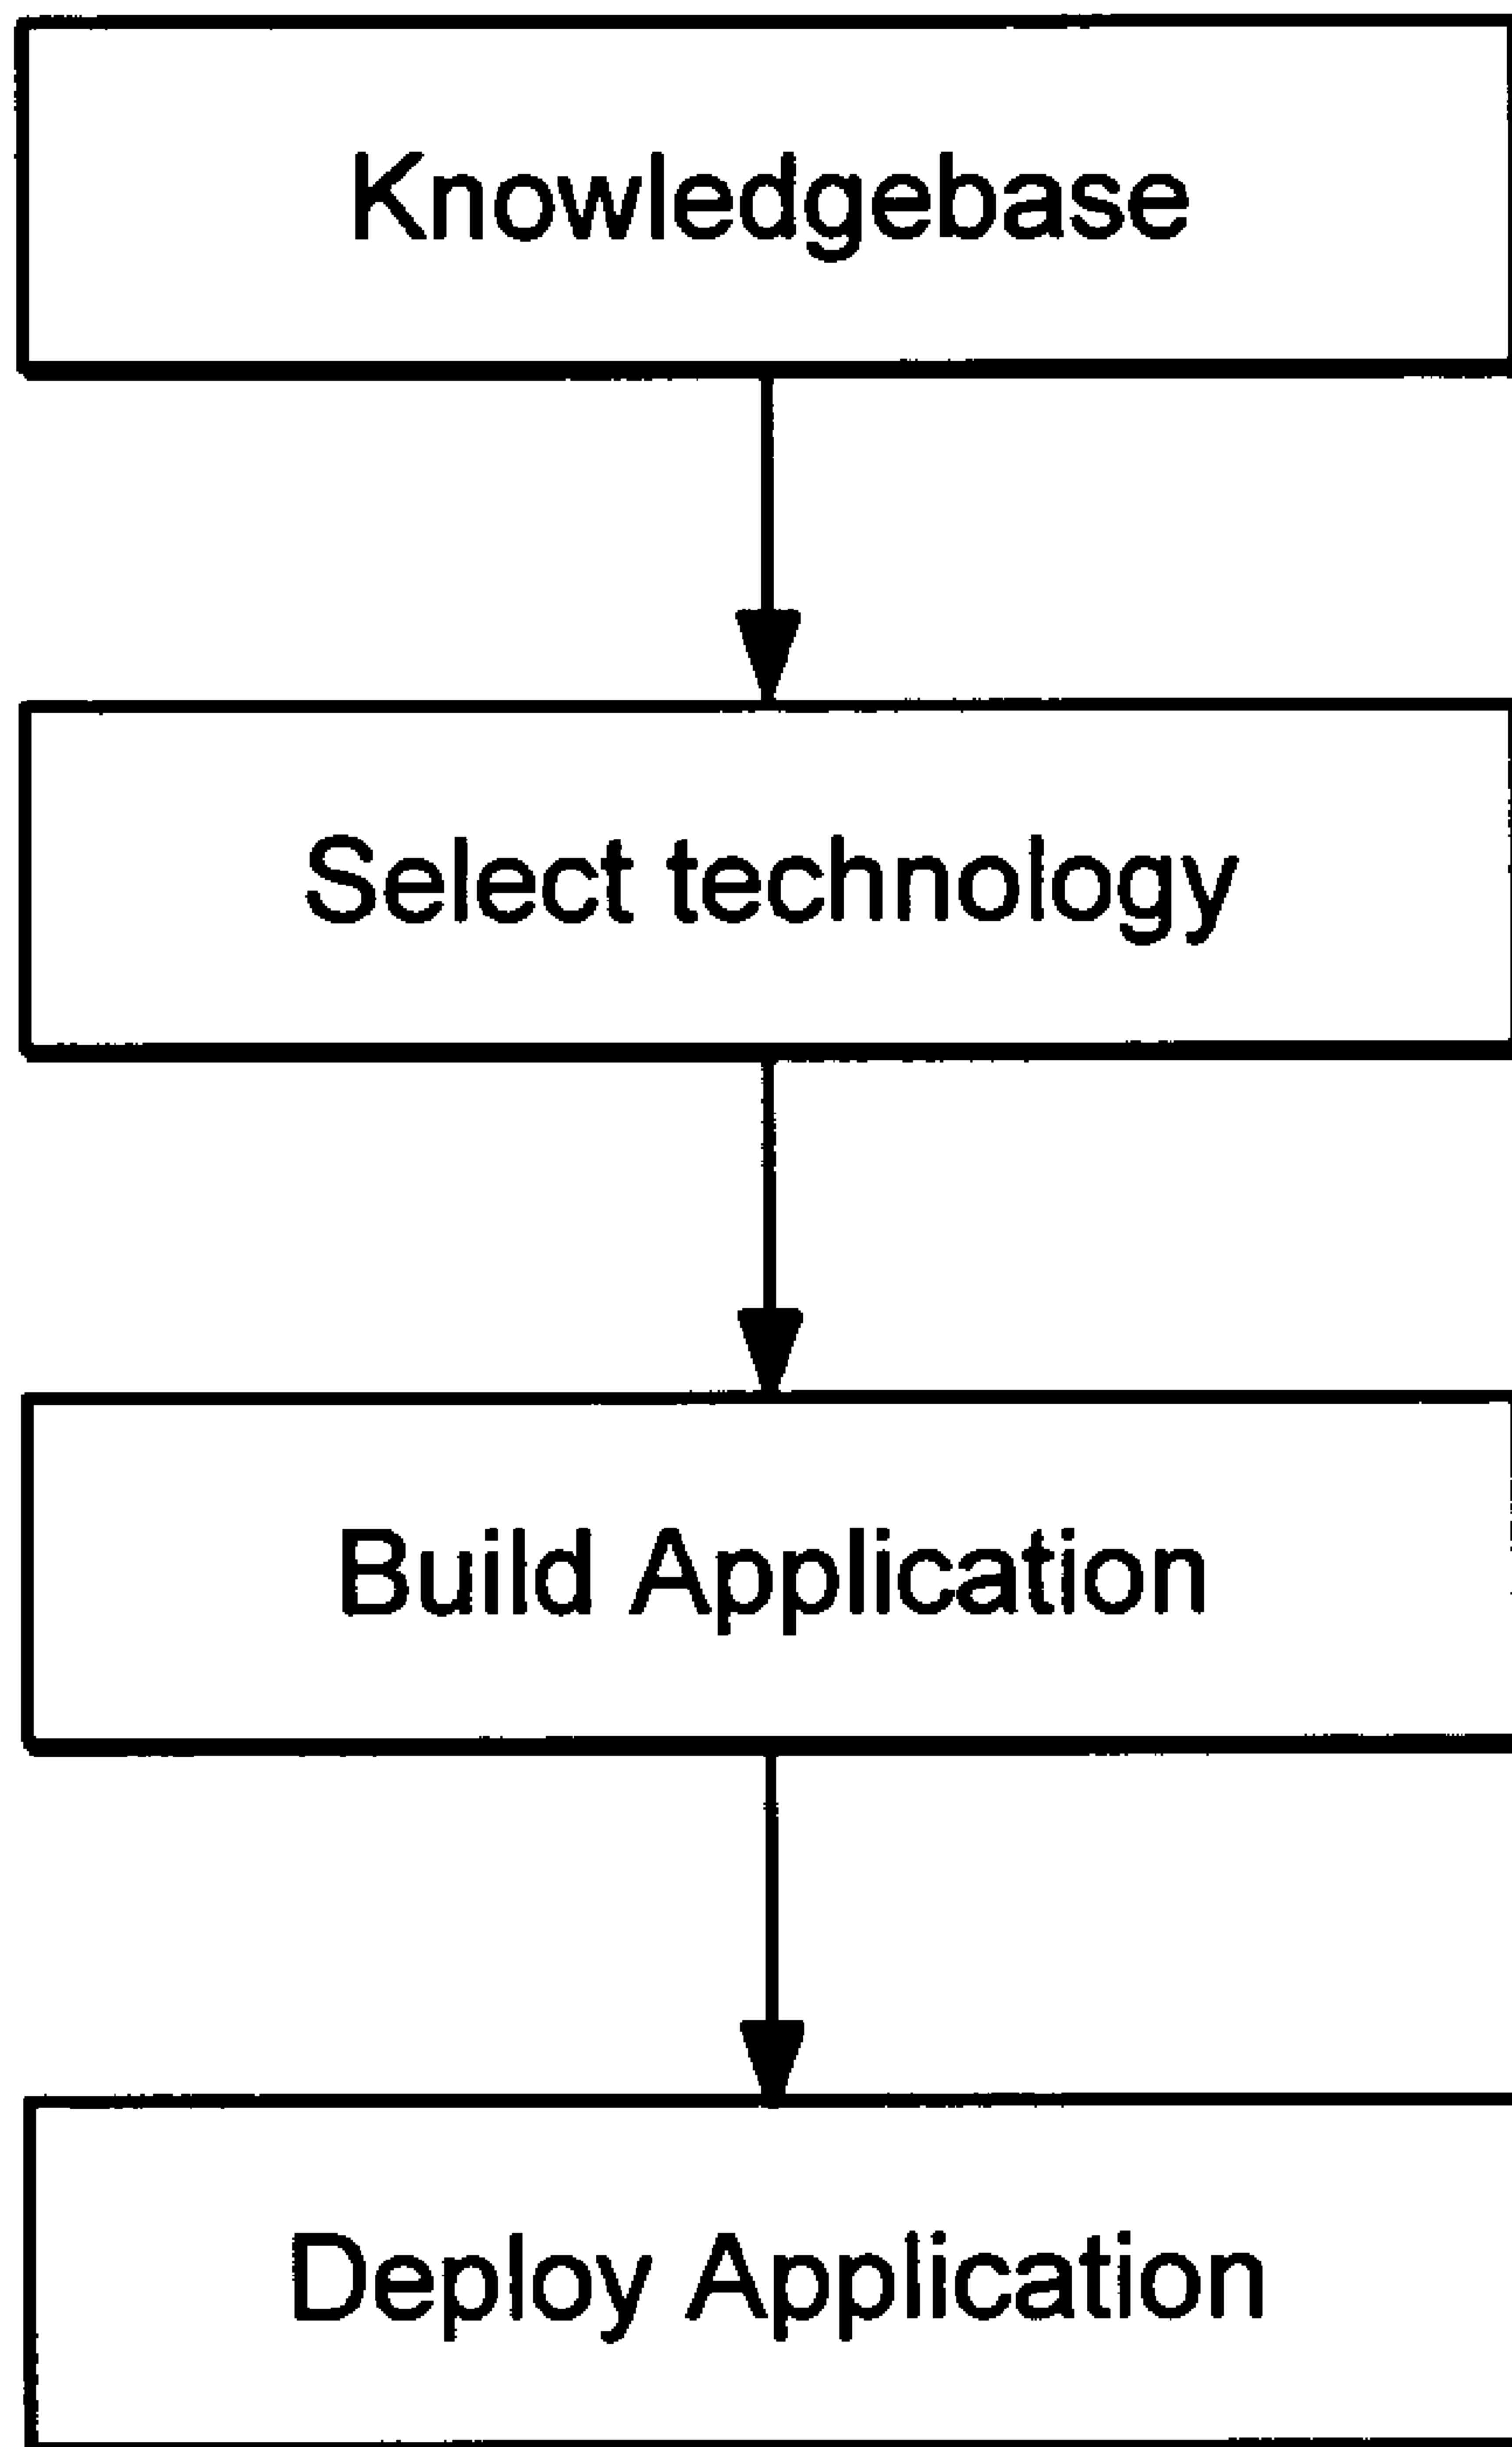 Knowledgebase
Select technology
Build Application
Deploy Application